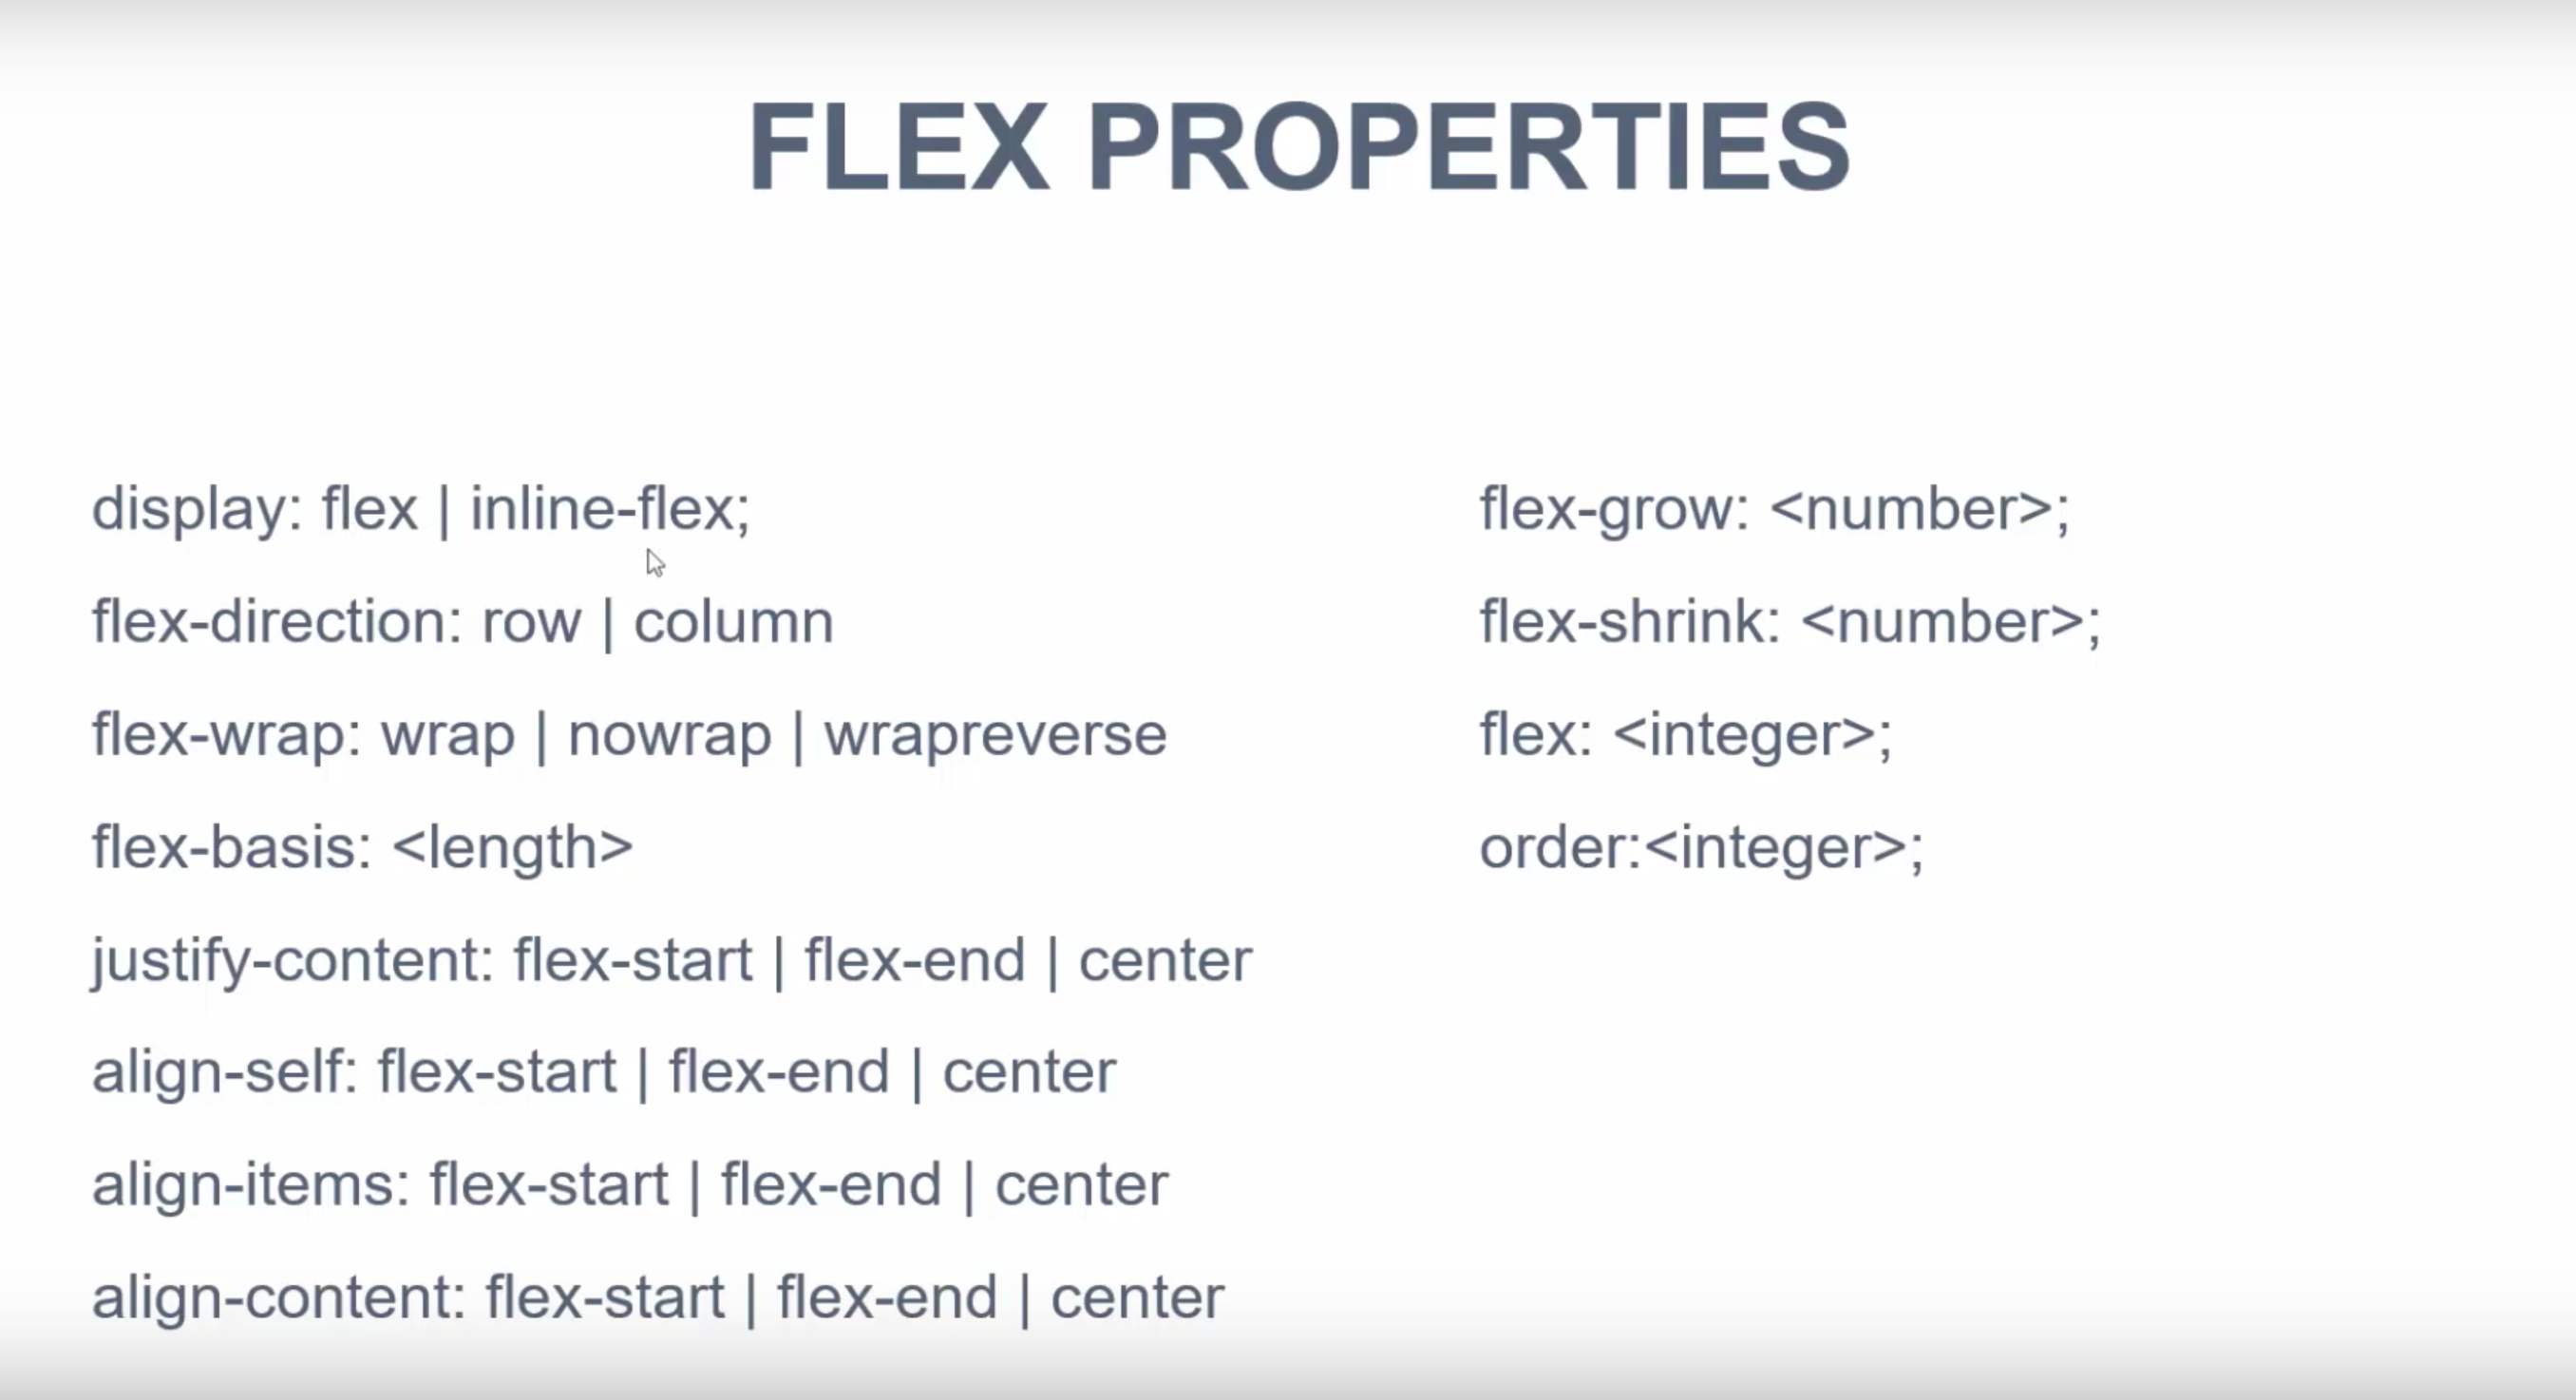 FLEX PROPERTIES
display: flex | inline-flex;
flex-direction: row | column
flex-wrap: wrap | nowrap | wrapreverse
flex-basis: <length>
justify-content: flex-start | flex-end | center
align-self: flex-start | flex-end | center
align-items: flex-start | flex-end | center
align-content: flex-start | flex-end | center
flex-grow: <number>;
flex-shrink: <number>;
flex: <integer>;
order:<integer>;